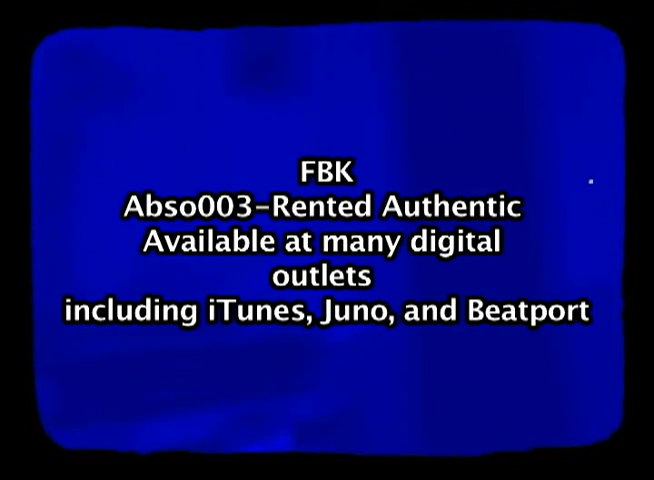 FBK
Abso003-Rented Authentic
Available at many digital
outlets
including iTunes, Juno, and Beatport